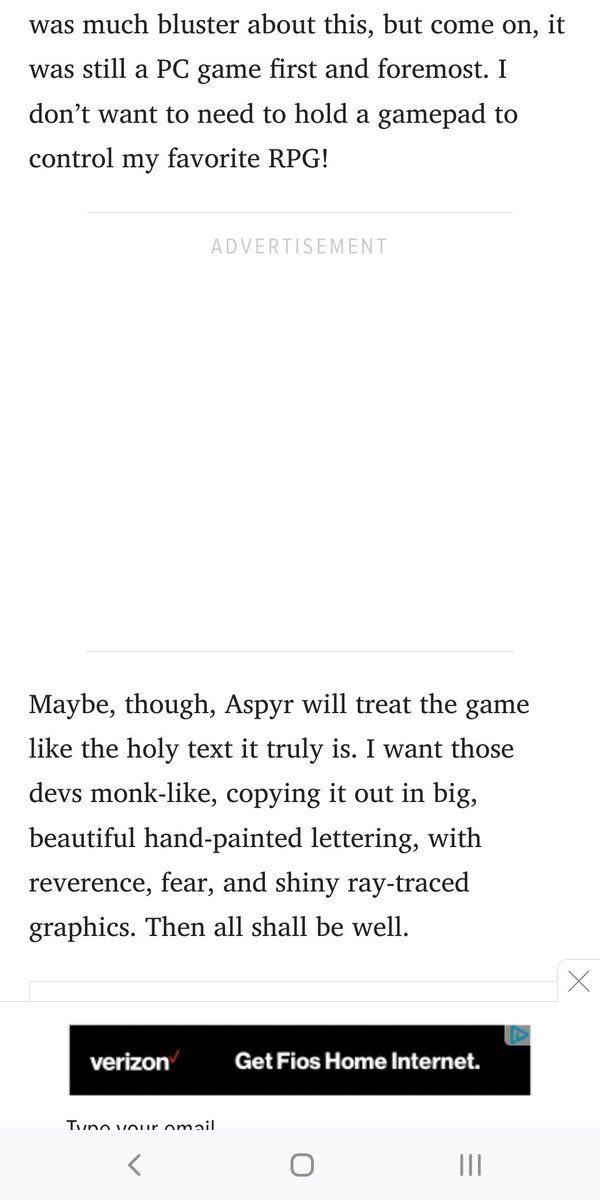 was much bluster about this, but come on, it
was still a PC game first and foremost. I
don’t want to need to hold a gamepad to
control my favorite RPG!
ADVERTISEMENT
Maybe, though, Aspyr will treat the game
like the holy text it truly is. I want those
devs monk-like, copying it out in big,
beautiful hand-painted lettering, with
reverence, fear, and shiny ray-traced
graphics. Then all shall be well.
verizon Get Fios Home Internet.
Type your email